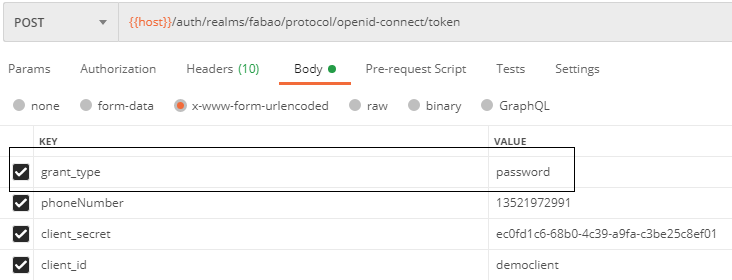 POST {{host}}/auth/realms/fabao/protocol/openid-connect/token
Params Authorization Headers (10) Body Pre-request Script Tests Settings
none form-data x-www-form-urlencoded raw binary GraphQL
KEY VALUE
grant_type password
phoneNumber 13521972991
client_secret ec0fd1c6-68b0-4c39-a9fa-c3be25c8ef01
client_id democlient